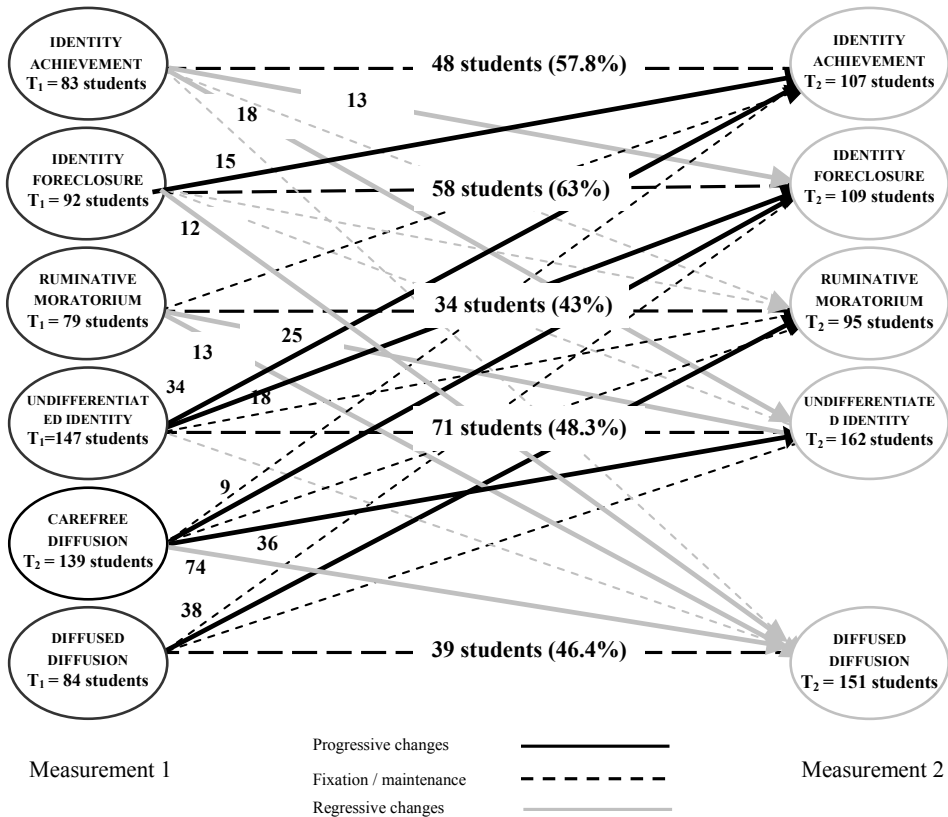 IDENTITY
ACHIEVEMENT
T1 = 83 students
IDENTITY
FORECLOSURE
T1 = 92 students
RUMINATIVE
MORATORIUM
T1 = 79 students
UNDIFFERENTIAT
ED IDENTITY
T1=147 students
CAREFREE
DIFFUSION
T2 = 139 students
DIFFUSED
DIFFUSION
T1 = 84 students
48 students (57.8%)
13
18
15
58 students (63%)
12
34 students (43%)
25
13
34
18
71 students (48.3%)
9
36
74
38
39 students (46.4%)
IDENTITY
ACHIEVEMENT
T2 = 107 students
IDENTITY
FORECLOSURE
T2 = 109 students
RUMINATIVE
MORATORIUM
T2 = 95 students
UNDIFFERENTIATE
D IDENTITY
T2 = 162 students
DIFFUSED
DIFFUSION
T2 = 151 students
Measurement 1
Progressive changes
Fixation / maintenance
Regressive changes
Measurement 2